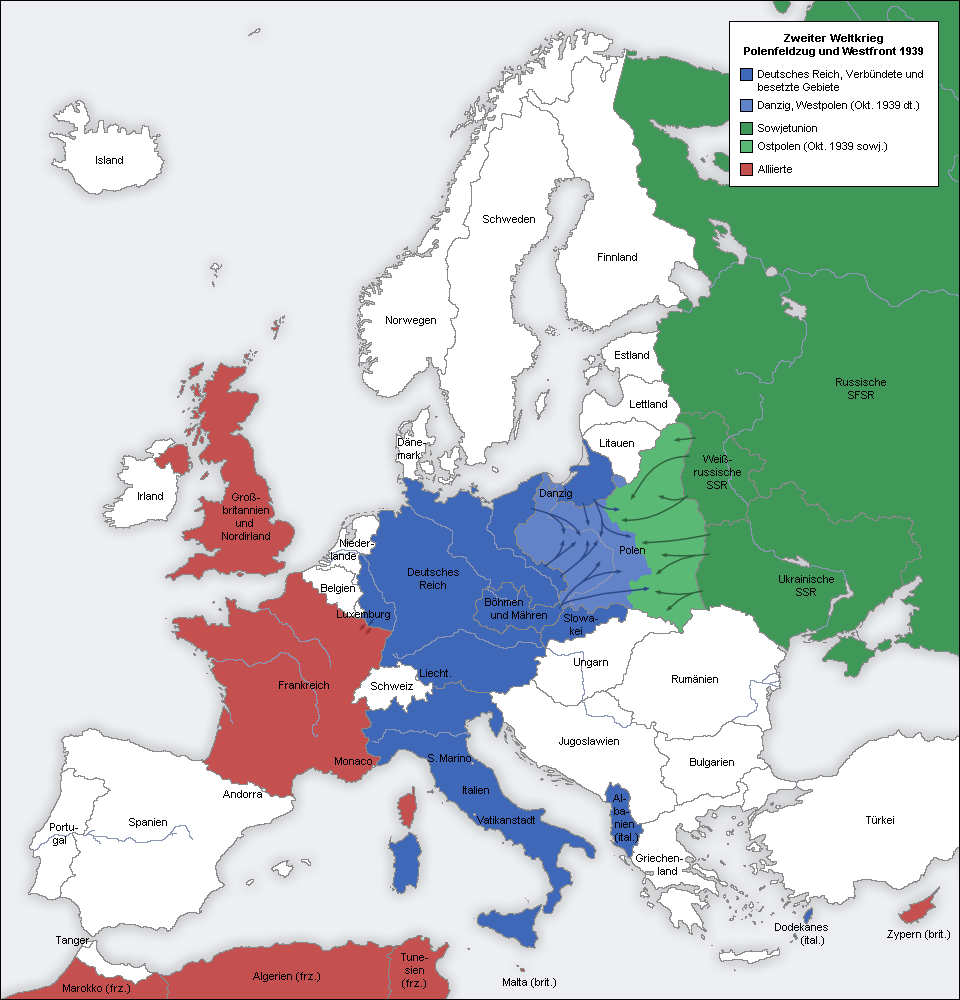 Zweiter Weltkrieg
Polenfeldzug und Westfront 1939
Deutsches Reich, Verbündete und
besetzte Gebiete
Danzig, Westpolen (Okt. 1939 dt.)
Sowjetunion
Ostpolen (Okt. 1939 sowj.)
Alliierte
Island
Schweden
Finnland
Norwegen
Estland
Lettland
Litauen
Russische
SFSR
Weiß-
russische
SSR
Däne-
mark
Irland
Groß-
britannien
und
Nordirland
Danzig
Nieder-
lande
Polen
Belgien
Deutsches
Reich
Ukrainische
SSR
Luxemburg
Böhmen
und Mähren
Slowa-
kei
Liecht.
Schweiz
Ungarn
Rumänien
Frankreich
Jugoslawien
Monaco
S. Marino
Bulgarien
Andorra
Italien
Al-
ba-
nien
(ital.)
Portu-
gal
Spanien
Vatikanstadt
Türkei
Griechen-
land
Tanger
Dodekanes
(ital.)
Zypern (brit.)
Marokko (frz.)
Algerien (frz.)
Tune-
sien
(frz.)
Malta (brit.)